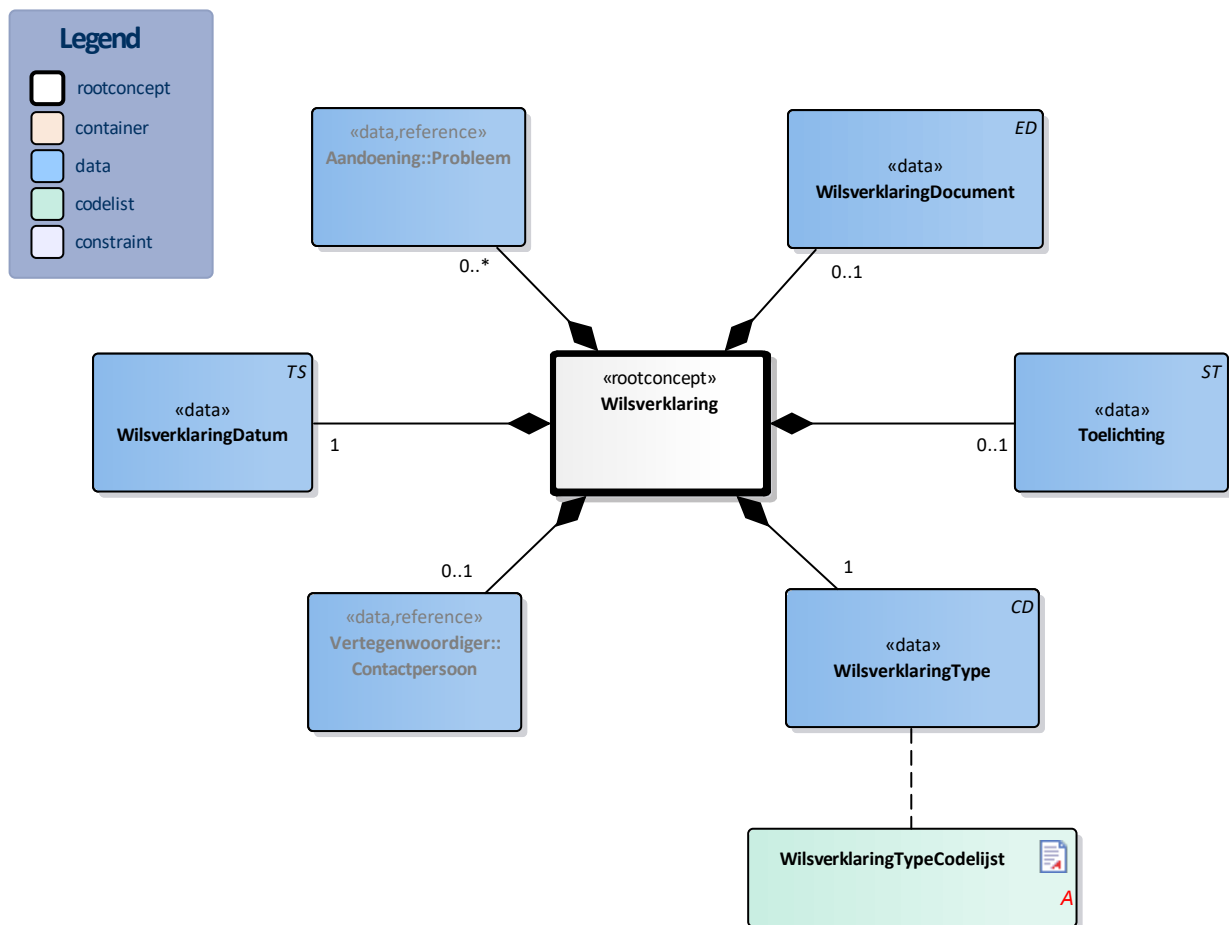 Legend
rootconcept
container
data
codelist
constraint
«data,reference»
Aandoening::Probleem
0..*
ED
«data»
WilsverklaringDocument
0..1
TS
«data»
WilsverklaringDatum
1
«rootconcept»
Wilsverklaring
ST
«data»
Toelichting
0..1
0..1
«data,reference»
Vertegenwoordiger::
Contactpersoon
1
CD
«data»
WilsverklaringType
WilsverklaringTypeCodelijst
A